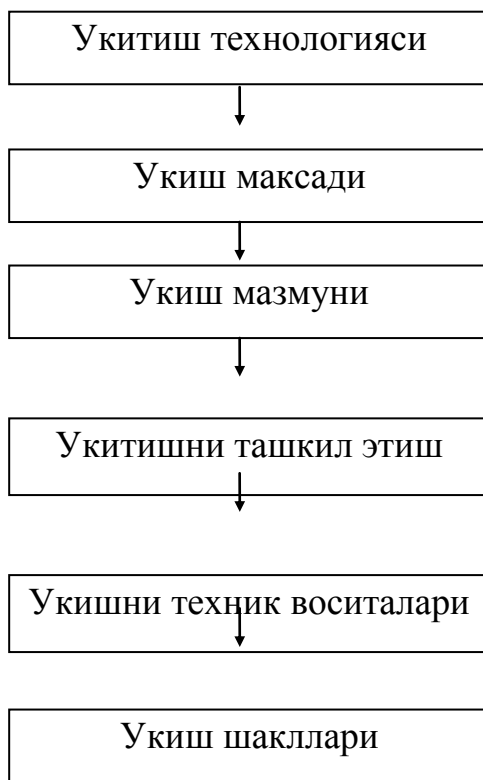 Укитиш технологияси
Укиш максади
Укиш мазмуни
Укитишни ташкил этиш
Укишни техник воситалари
Укиш шакллари